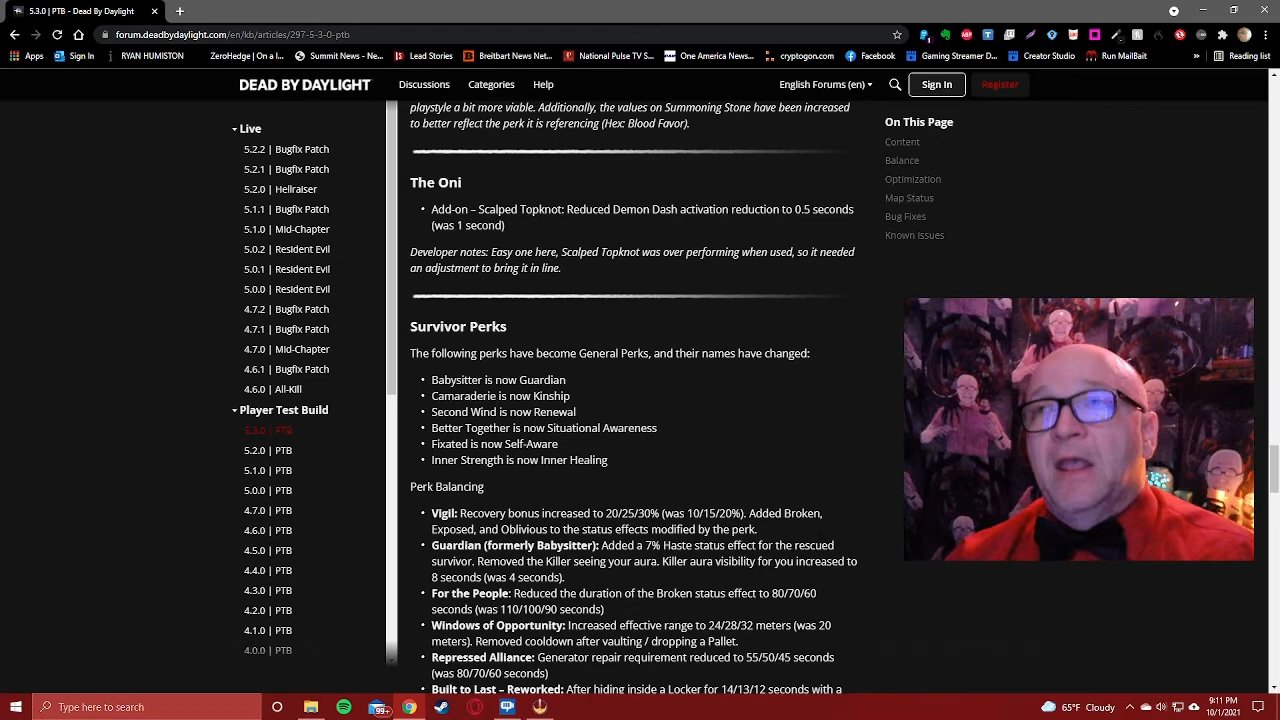 5.3.0 | PTB - Dead by Daylight
forum.deadbydaylight.com/en/kb/articles/297-5-3-0-ptb
Apps
Sign In
RYAN HUMISTON
ZeroHedge | On a l...
Summit News - Ne...
Lead Stories
Breitbart News Net...
National Pulse TV S...
One America News...
cryptogon.com
Facebook
Gaming Streamer D...
Creator Studio
Run MailBait
»
Reading list
DEAD BY DAYLIGHT
Discussions
Categories
Help
English Forums (en)
Sign In
Register
Live
5.2.2 | Bugfix Patch
5.2.1 | Bugfix Patch
5.2.0 | Hellraiser
5.1.1 | Bugfix Patch
5.1.0 | Mid-Chapter
5.0.2 | Resident Evil
5.0.1 | Resident Evil
5.0.0 | Resident Evil
4.7.2 | Bugfix Patch
4.7.1 | Bugfix Patch
4.7.0 | Mid-Chapter
4.6.1 | Bugfix Patch
4.6.0 | All-Kill
Player Test Build
5.3.0 | PTB
5.2.0 | PTB
5.1.0 | PTB
5.0.0 | PTB
4.7.0 | PTB
4.6.0 | PTB
4.5.0 | PTB
4.4.0 | PTB
4.3.0 | PTB
4.2.0 | PTB
4.1.0 | PTB
4.0.0 | PTB
playstyle a bit more viable. Additionally, the values on Summoning Stone have been increased
to better reflect the perk it is referencing (Hex: Blood Favor).
The Oni
• Add-on – Scalped Topknot: Reduced Demon Dash activation reduction to 0.5 seconds
(was 1 second)
Developer notes: Easy one here, Scalped Topknot was over performing when used, so it needed
an adjustment to bring it in line.
Survivor Perks
The following perks have become General Perks, and their names have changed:
• Babysitter is now Guardian
• Camaraderie is now Kinship
• Second Wind is now Renewal
• Better Together is now Situational Awareness
• Fixated is now Self-Aware
• Inner Strength is now Inner Healing
Perk Balancing
• Vigil: Recovery bonus increased to 20/25/30% (was 10/15/20%). Added Broken,
Exposed, and Oblivious to the status effects modified by the perk.
• Guardian (formerly Babysitter): Added a 7% Haste status effect for the rescued
survivor. Removed the Killer seeing your aura. Killer aura visibility for you increased to
8 seconds (was 4 seconds).
• For the People: Reduced the duration of the Broken status effect to 80/70/60
seconds (was 110/100/90 seconds)
• Windows of Opportunity: Increased effective range to 24/28/32 meters (was 20
meters). Removed cooldown after vaulting / dropping a Pallet.
• Repressed Alliance: Generator repair requirement reduced to 55/50/45 seconds
(was 80/70/60 seconds)
• Built to Last – Reworked: After hiding inside a Locker for 14/13/12 seconds with a
On This Page
Content
Balance
Optimization
Map Status
Bug Fixes
Known Issues
Type here to search
99+
65°F Cloudy
9:11 PM
10/1/2021